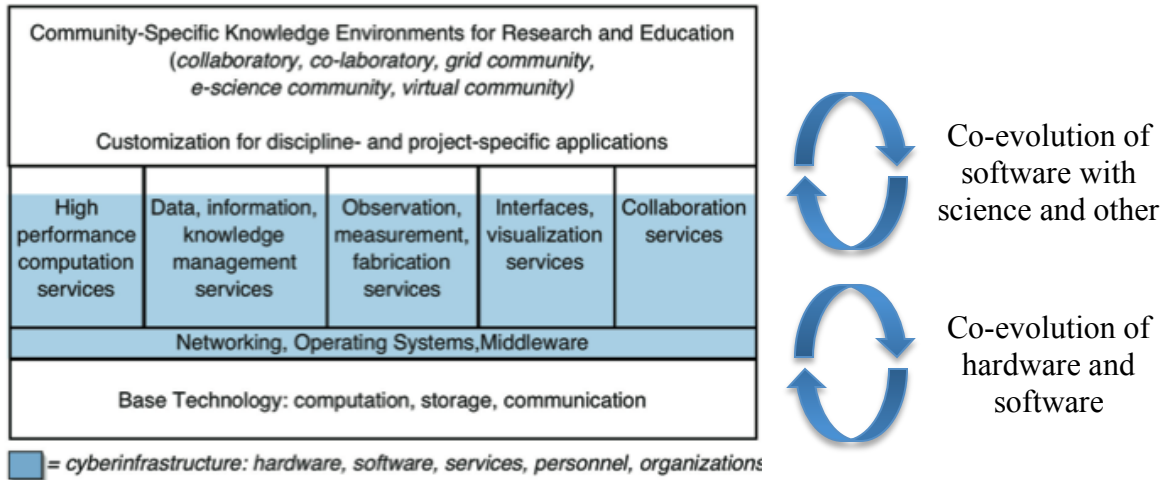 Community-Specific Knowledge Environments for Research and Education
(collaboratory, co-laboratory, grid community,
e-science community, virtual community)
Customization for discipline- and project-specific applications
High
performance
computation
services
Data, information,
knowledge
management
services
Observation,
measurement,
fabrication
services
Interfaces,
visualization
services
Collaboration
services
Networking, Operating Systems,Middleware
Base Technology: computation, storage, communication
= cyberinfrastructure: hardware, software, services, personnel, organizations
Co-evolution of
software with
science and other
Co-evolution of
hardware and
software